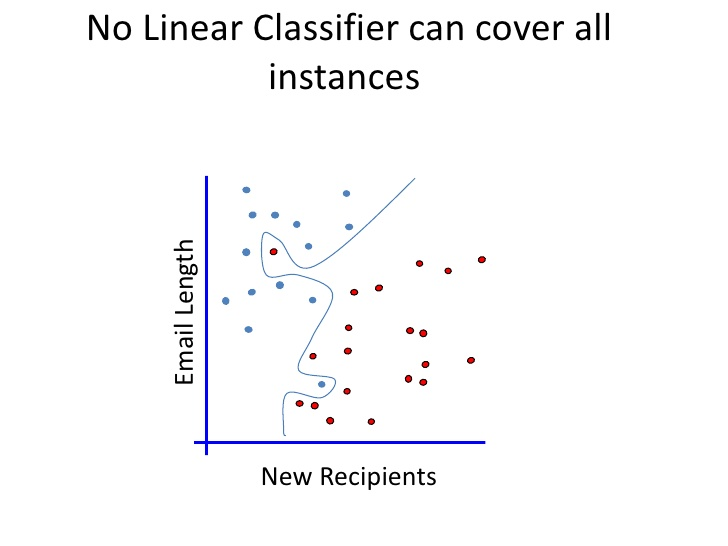 No Linear Classifier can cover all
instances
Email Length
New Recipients